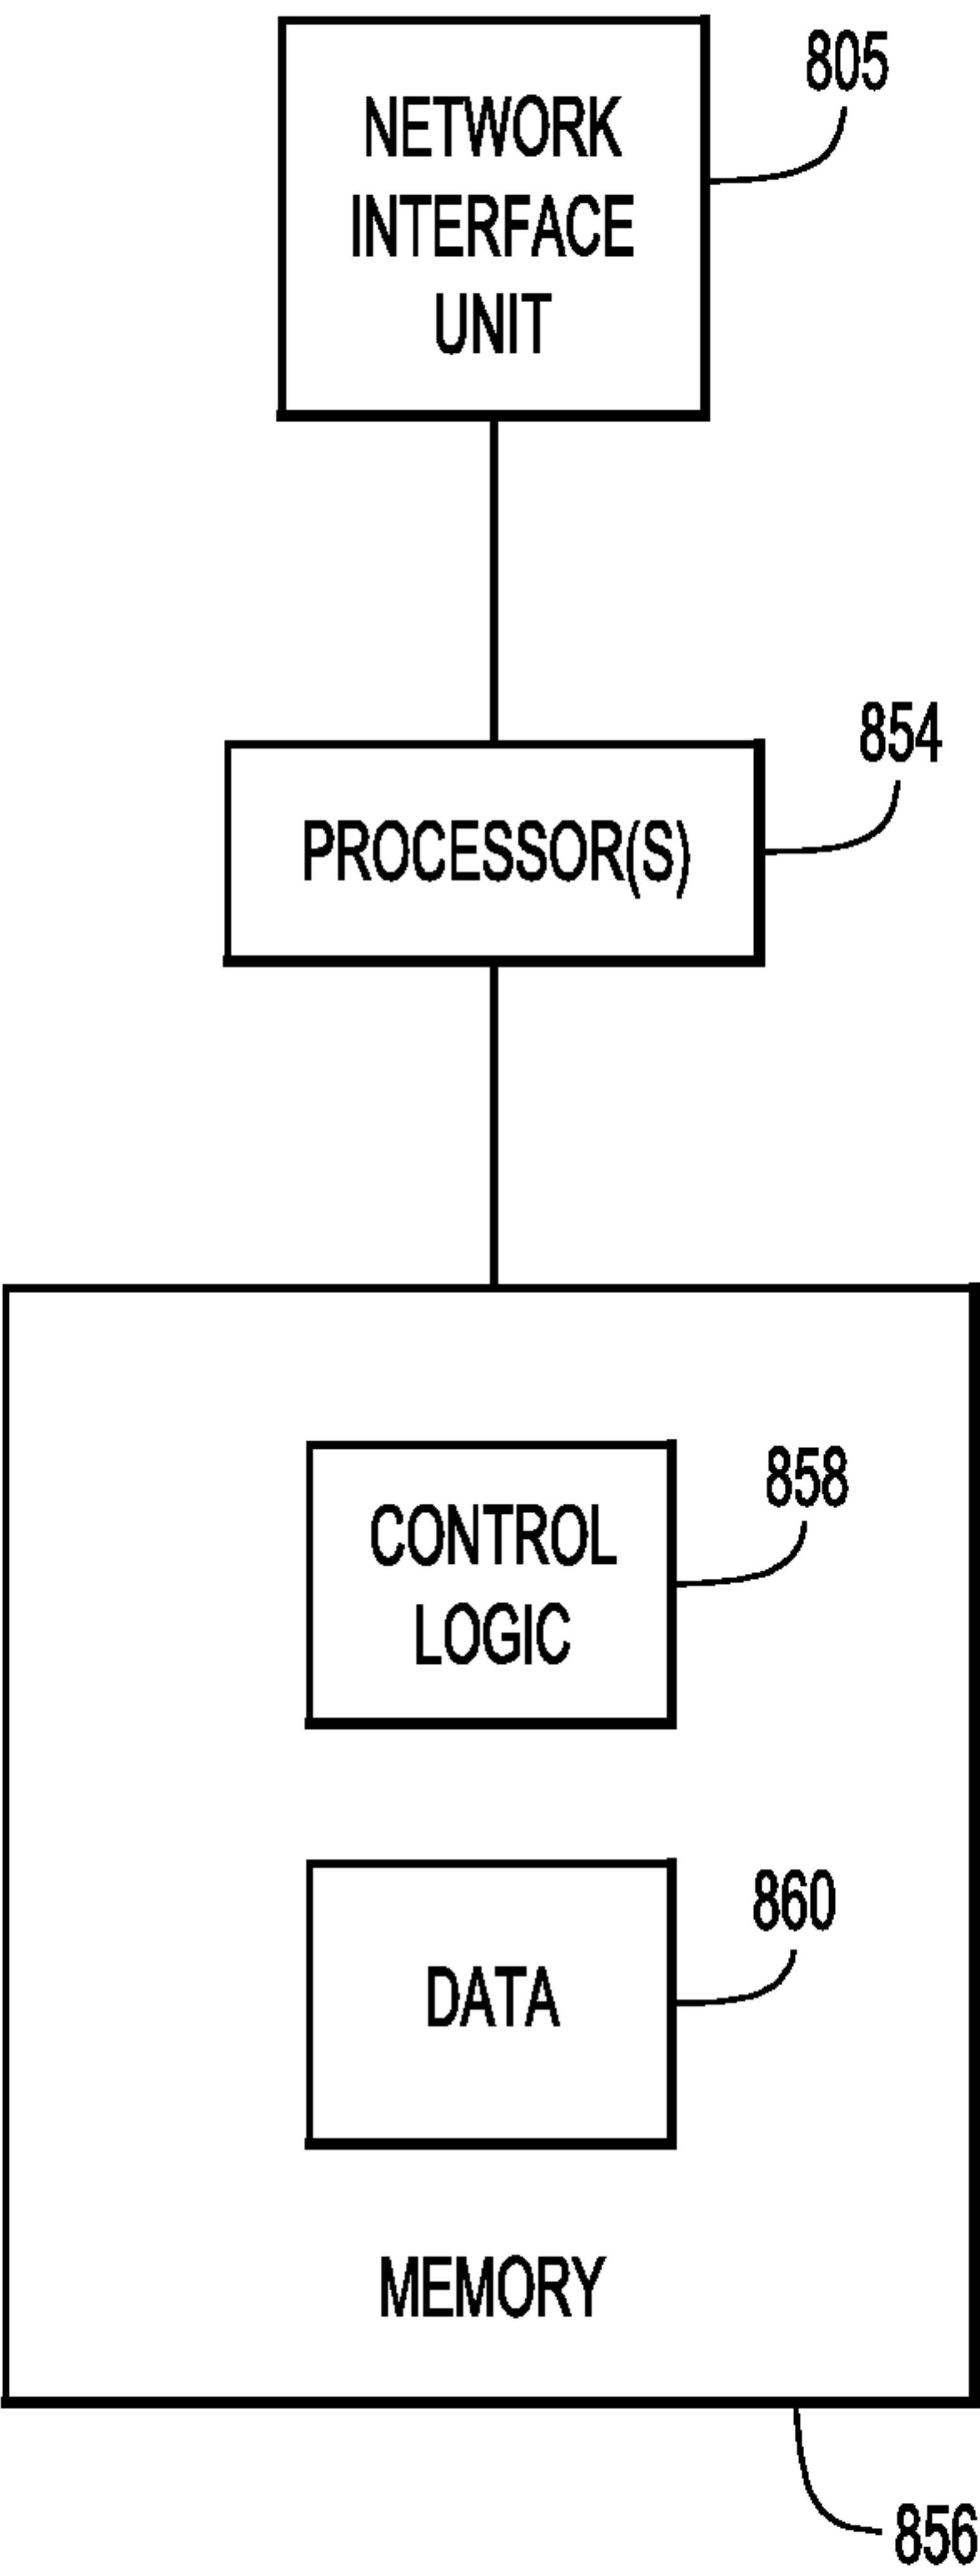 805
NETWORK
INTERFACE
UNIT
854
PROCESSOR(S)
858
CONTROL
LOGIC
860
DATA
MEMORY
856